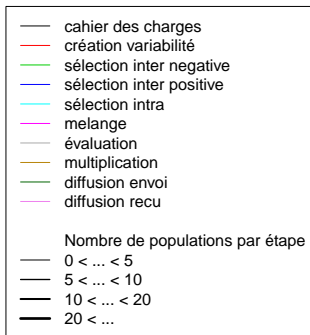 cahier des charges
création variabilité
sélection inter negative
sélection inter positive
sélection intra
melange
évaluation
multiplication
diffusion envoi
diffusion recu
Nombre de populations par étape
0 < ... < 5
5 < ... < 10
10 < ... < 20
20 < ...